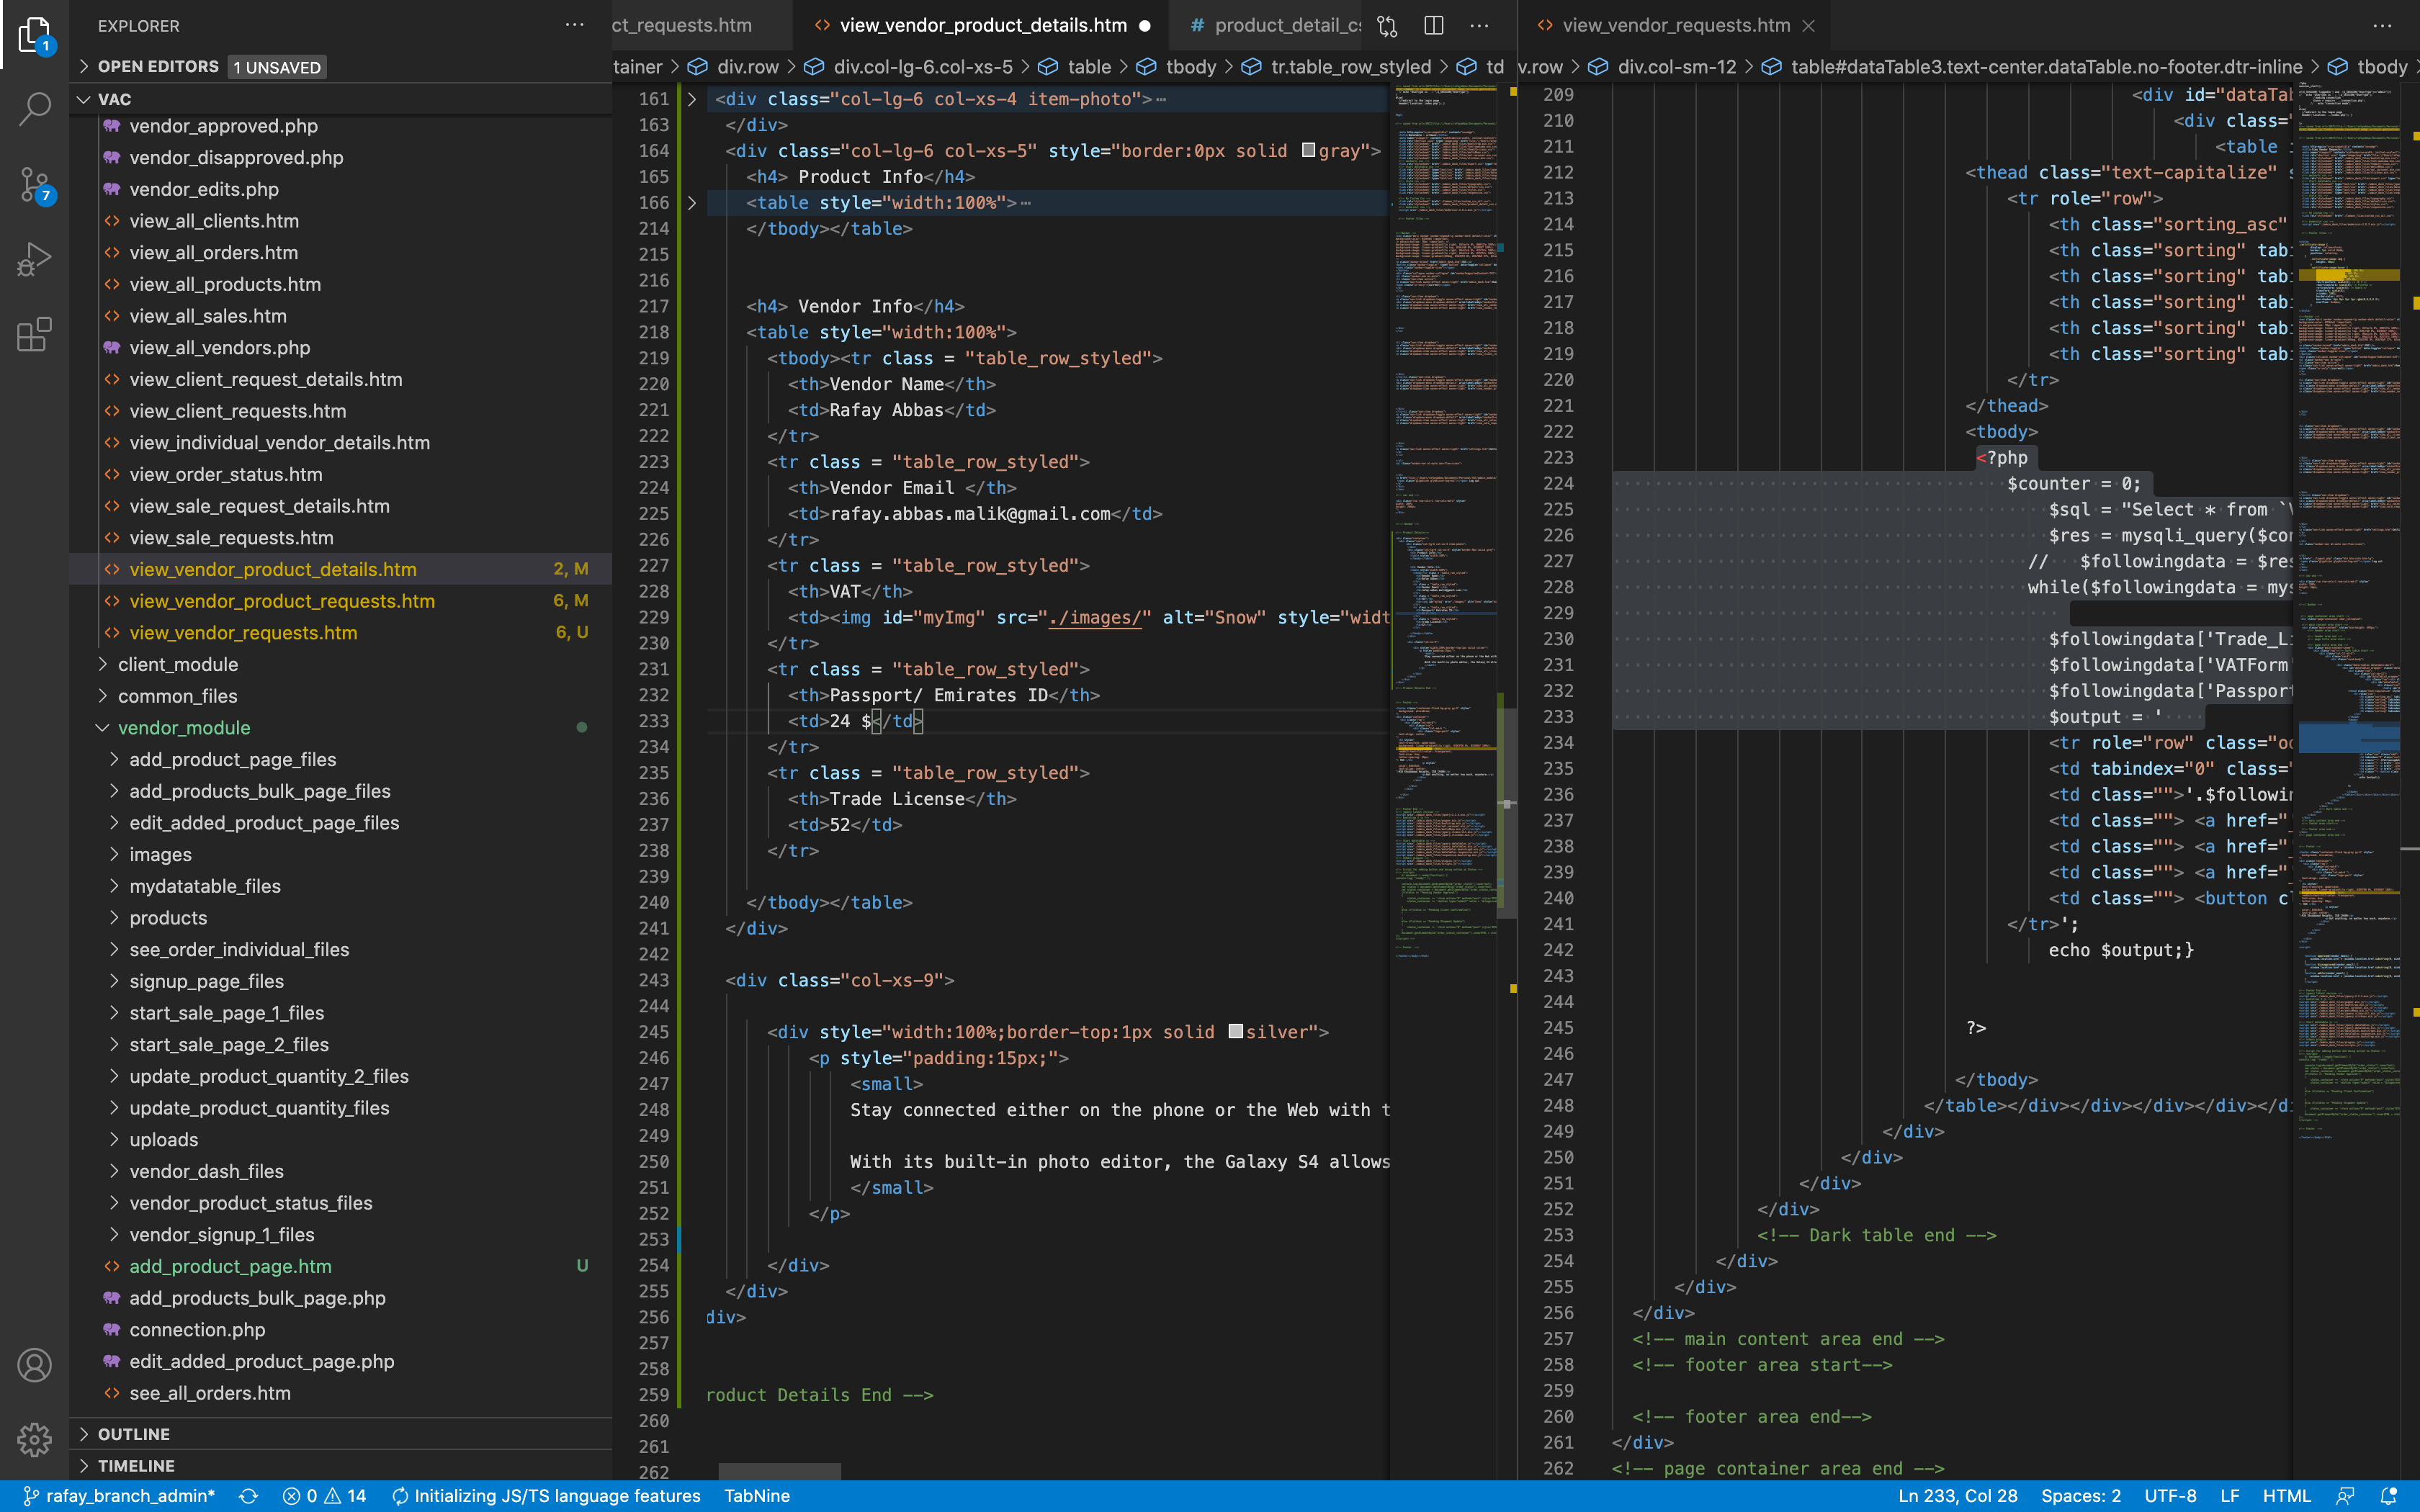 EXPLORER
OPEN EDITORS 1 UNSAVED
VAC
vendor_approved.php
vendor_disapproved.php
vendor_edits.php
view_all_clients.htm
view_all_orders.htm
view_all_products.htm
view_all_sales.htm
view_all_vendors.php
view_client_request_details.htm
view_client_requests.htm
view_individual_vendor_details.htm
view_order_status.htm
view_sale_request_details.htm
view_sale_requests.htm
view_vendor_product_details.htm 2, M
view_vendor_product_requests.htm 6, M
view_vendor_requests.htm 6, U
client_module
common_files
vendor_module
add_product_page_files
add_products_bulk_page_files
edit_added_product_page_files
images
mydatatable_files
products
see_order_individual_files
signup_page_files
start_sale_page_1_files
start_sale_page_2_files
update_product_quantity_2_files
update_product_quantity_files
uploads
vendor_dash_files
vendor_product_status_files
vendor_signup_1_files
add_product_page.htm U
add_products_bulk_page.php
connection.php
edit_added_product_page.php
see_all_orders.htm
OUTLINE
TIMELINE
1
7
ct_requests.htm view_vendor_product_details.htm # product_detail_cs
tainer > div.row > div.col-lg-6.col-xs-5 > table > tbody > tr.table_row_styled > td
161 <div class="col-lg-6 col-xs-4 item-photo">…
163 </div>
164 <div class="col-lg-6 col-xs-5" style="border:0px solid gray">
165 <h4> Product Info</h4>
166 <table style="width:100%">…
214 </tbody></table>
215
216
217 <h4> Vendor Info</h4>
218 <table style="width:100%">
219 <tbody><tr class = "table_row_styled">
220 <th>Vendor Name</th>
221 <td>Rafay Abbas</td>
222 </tr>
223 <tr class = "table_row_styled">
224 <th>Vendor Email </th>
225 <td>rafay.abbas.malik@gmail.com</td>
226 </tr>
227 <tr class = "table_row_styled">
228 <th>VAT</th>
229 <td><img id="myImg" src="./images/" alt="Snow" style="widt
230 </tr>
231 <tr class = "table_row_styled">
232 <th>Passport/ Emirates ID</th>
233 <td>24 $</td>
234 </tr>
235 <tr class = "table_row_styled">
236 <th>Trade License</th>
237 <td>52</td>
238 </tr>
239
240 </tbody></table>
241 </div>
242
243 <div class="col-xs-9">
244
245 <div style="width:100%;border-top:1px solid silver">
246 <p style="padding:15px;">
247 <small>
248 Stay connected either on the phone or the Web with t
249
250 With its built-in photo editor, the Galaxy S4 allows
251 </small>
252 </p>
253
254 </div>
255 </div>
256 div>
257
258
259 roduct Details End -->
260
261
262
view_vendor_requests.htm
v.row > div.col-sm-12 > table#dataTable3.text-center.dataTable.no-footer.dtr-inline > tbody
209 <div id="dataTab
210 <div class="
211 <table i
212 <thead class="text-capitalize" s
213 <tr role="row">
214 <th class="sorting_asc"
215 <th class="sorting" tabi
216 <th class="sorting" tabi
217 <th class="sorting" tabi
218 <th class="sorting" tabi
219 <th class="sorting" tabi
220 </tr>
221 </thead>
222 <tbody>
223 <?php
224 $counter = 0;
225 $sql = "Select * from `V
226 $res = mysqli_query($con
227 // $followingdata = $res
228 while($followingdata = mys
229
230 $followingdata['Trade_Li
231 $followingdata['VATForm'
232 $followingdata['Passport
233 $output = '
234 <tr role="row" class="od
235 <td tabindex="0" class="
236 <td class="">'.$followin
237 <td class=""> <a href="
238 <td class=""> <a href="
239 <td class=""> <a href="
240 <td class=""> <button cl
241 </tr>';
242 echo $output;}
243
244
245 ?>
246
247 </tbody>
248 </table></div></div></div></div></di
249 </div>
250 </div>
251 </div>
252 </div>
253 <!-- Dark table end -->
254 </div>
255 </div>
256 </div>
257 <!-- main content area end -->
258 <!-- footer area start-->
259
260 <!-- footer area end-->
261 </div>
262 <!-- page container area end -->
rafay_branch_admin* 0 14 Initializing JS/TS language features TabNine Ln 233, Col 28 Spaces: 2 UTF-8 LF HTML